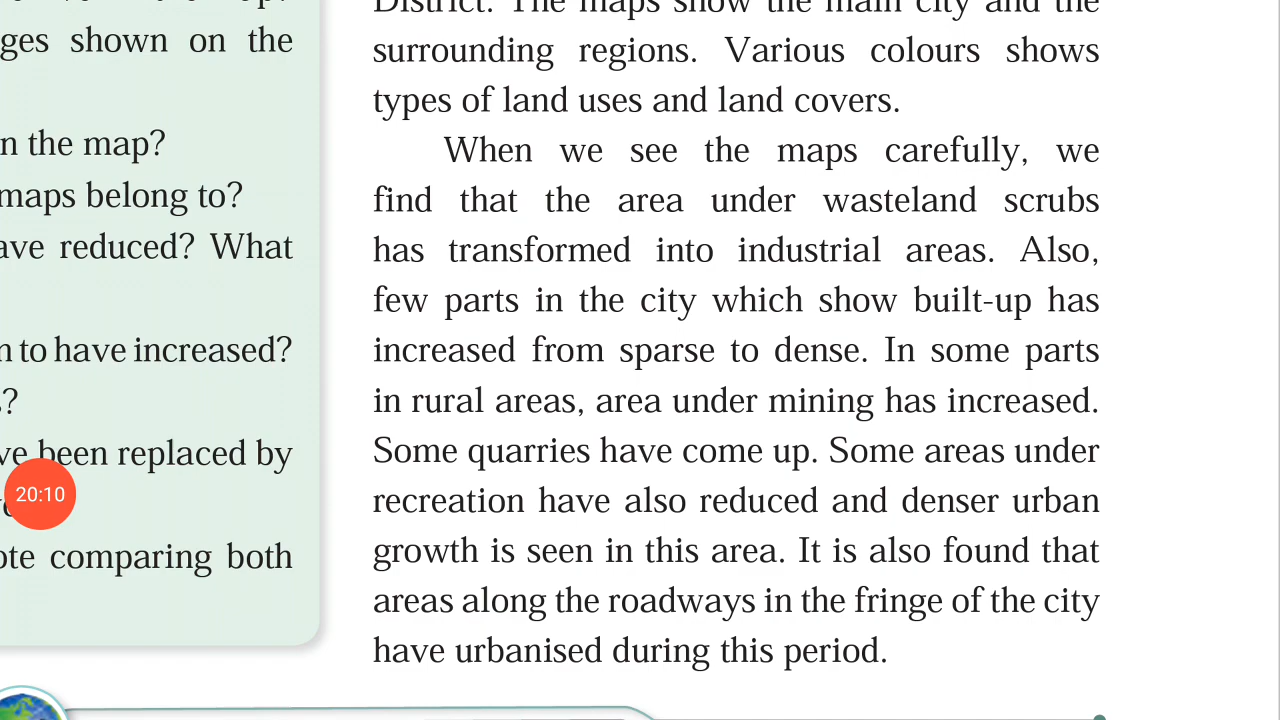 ges shown on the
n the map?
maps belong to?
ave reduced? What
n to have increased?
?
ve been replaced by
20:10
ote comparing both
District. The maps show the main city and the
surrounding regions. Various colours shows
types of land uses and land covers.
When we see the maps carefully, we
find that the area under wasteland scrubs
has transformed into industrial areas. Also,
few parts in the city which show built-up has
increased from sparse to dense. In some parts
in rural areas, area under mining has increased.
Some quarries have come up. Some areas under
recreation have also reduced and denser urban
growth is seen in this area. It is also found that
areas along the roadways in the fringe of the city
have urbanised during this period.